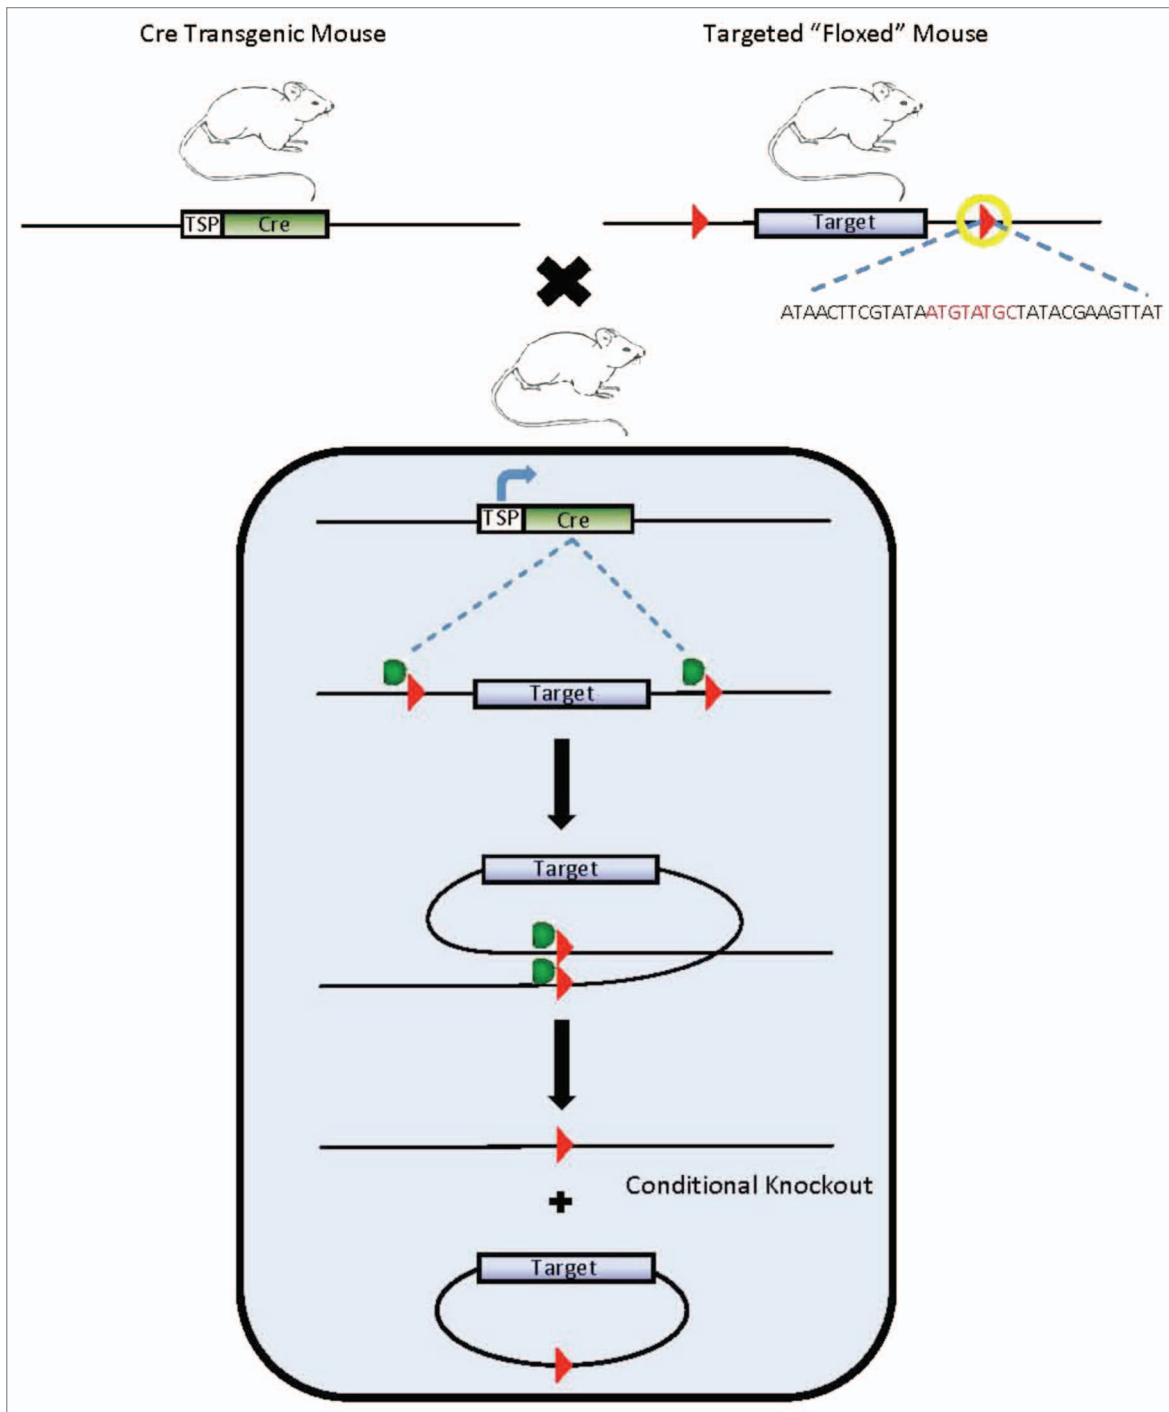 Cre Transgenic Mouse
Targeted “Floxed” Mouse
TSP Cre
Target
ATAACTTCGTATAATGTATGCTATACGAAGTTAT
TSP Cre
Target
Target
Conditional Knockout
Target